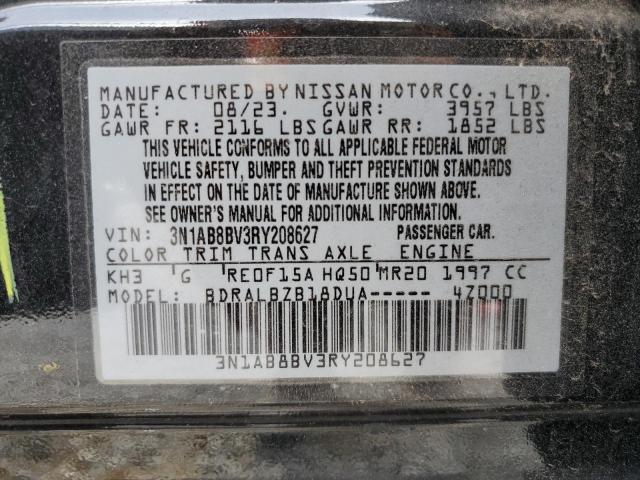 MANUFACTURED BY NISSAN MOTOR CO., LTD.
DATE: 08/23. GVWR: 3957 LBS
GAWR FR: 2116 LBS GAWR RR: 1852 LBS
THIS VEHICLE CONFORMS TO ALL APPLICABLE FEDERAL MOTOR
VEHICLE SAFETY, BUMPER AND THEFT PREVENTION STANDARDS
IN EFFECT ON THE DATE OF MANUFACTURE SHOWN ABOVE.
SEE OWNER'S MANUAL FOR ADDITIONAL INFORMATION.
VIN: 3N1AB8BV3RY208627 PASSENGER CAR.
COLOR TRIM TRANS AXLE ENGINE
KH3 G RE0F15A HQ50 MR20 1997 CC
MODEL: BDRALBZB18DUA----- 47000
3N1AB8BV3RY208627